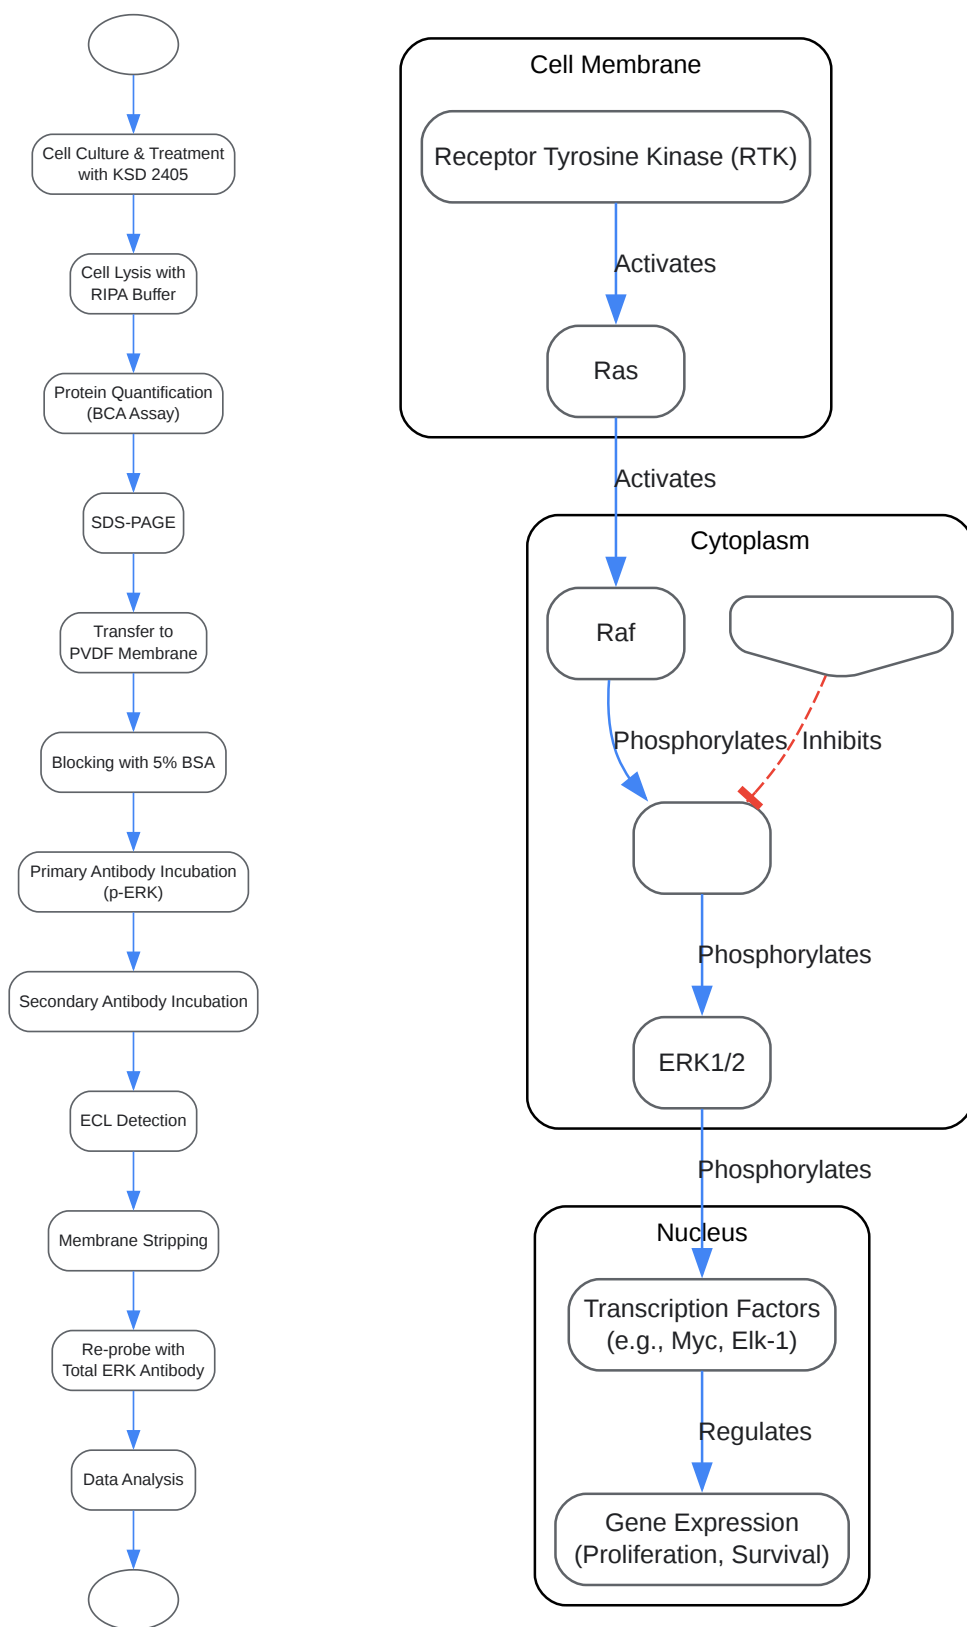 Cell Culture & Treatment
with KSD 2405
Cell Lysis with
RIPA Buffer
Protein Quantification
(BCA Assay)
SDS-PAGE
Transfer to
PVDF Membrane
Blocking with 5% BSA
Primary Antibody Incubation
(p-ERK)
Secondary Antibody Incubation
ECL Detection
Membrane Stripping
Re-probe with
Total ERK Antibody
Data Analysis
Cell Membrane
Receptor Tyrosine Kinase (RTK)
Activates
Ras
Activates
Cytoplasm
Raf
Phosphorylates
Inhibits
Phosphorylates
ERK1/2
Phosphorylates
Nucleus
Transcription Factors
(e.g., Myc, Elk-1)
Regulates
Gene Expression
(Proliferation, Survival)